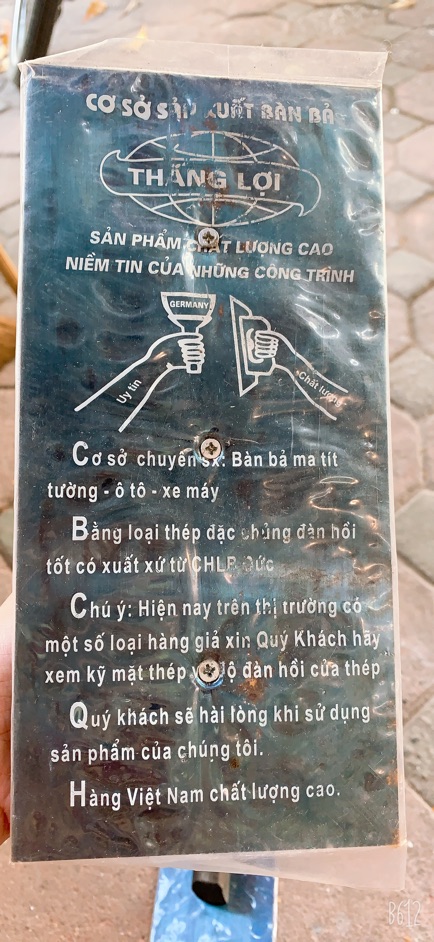 CƠ SỞ SẢN XUẤT BÀN BẢ
THẮNG LỢI
SẢN PHẨM CHẤT LƯỢNG CAO
NIỀM TIN CỦA NHỮNG CÔNG TRÌNH
GERMANY
Uy tín
Chất lượng
Cơ sở chuyên sx: Bàn bả ma tít
tường - ô tô - xe máy
Bằng loại thép đặc chủng đàn hồi
tốt có xuất xứ từ CHLB Đức
Chú ý: Hiện nay trên thị trường có
một số loại hàng giả xin Quý Khách hãy
xem kỹ mặt thép độ đàn hồi của thép
Quý khách sẽ hài lòng khi sử dụng
sản phẩm của chúng tôi.
Hàng Việt Nam chất lượng cao.
B612